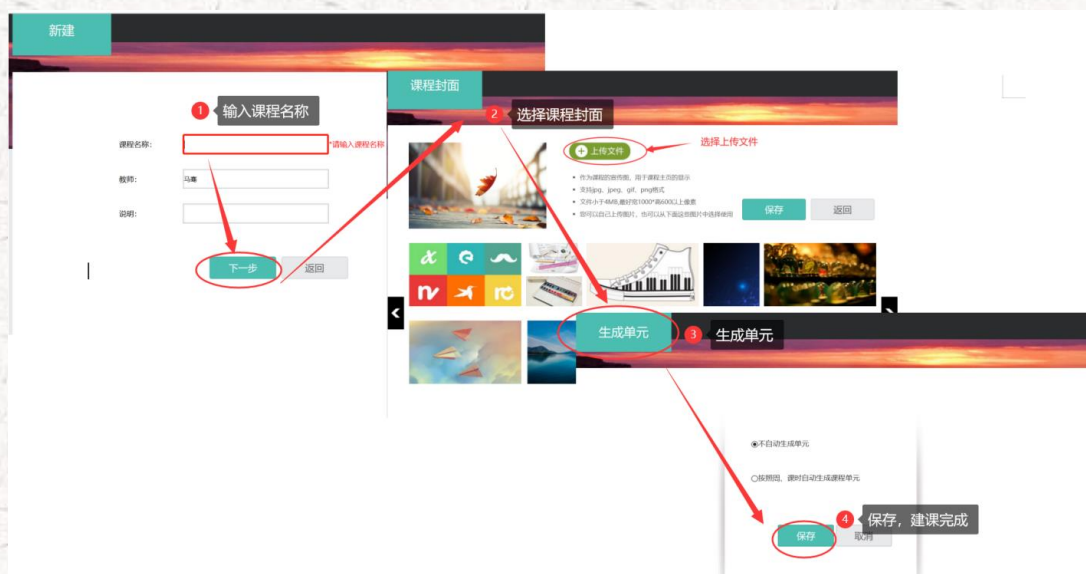 新建
1 输入课程名称
课程名称:
*请输入课程名称
教师:
马骞
说明:
下一步
返回
课程封面
2 选择课程封面
上传文件
选择上传文件
作为课程的宣传图，用于课程主页的展示
支持jpg、jpeg、gif、png格式
文件小于4MB,最好宽1000*高600以上像素
您可以自己上传图片，也可以从下面这些图片中选择使用
保存
返回
生成单元
3 生成单元
不自动生成单元
按照周、课时自动生成课程单元
4 保存，建课完成
保存
取消